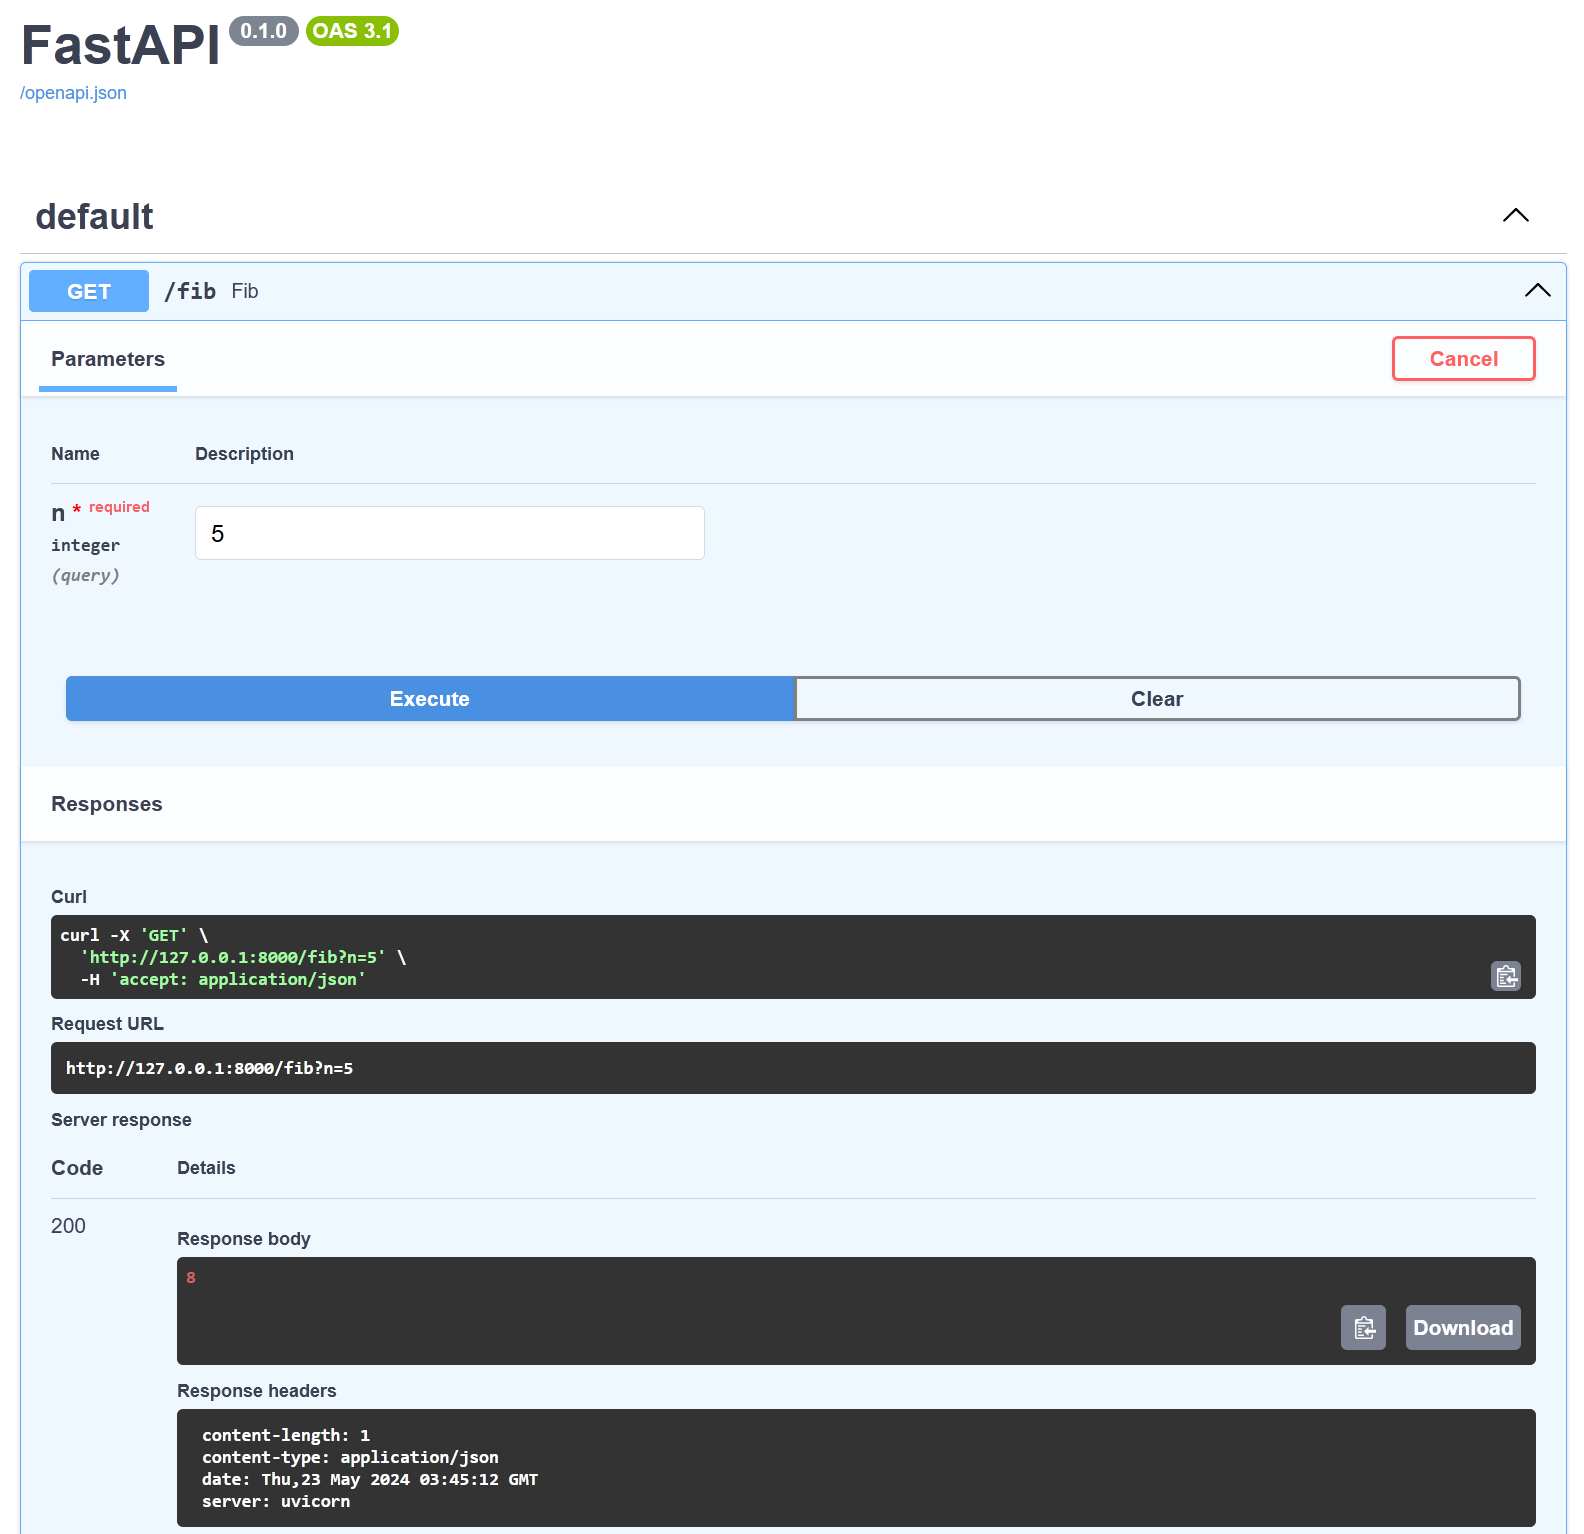 FastAPI 0.1.0 OAS 3.1
/openapi.json
default
GET /fib Fib
Parameters
Cancel
Name Description
n * required
integer
(query)
5
Execute
Clear
Responses
Curl
curl -X 'GET' \
  'http://127.0.0.1:8000/fib?n=5' \
  -H 'accept: application/json'
Request URL
http://127.0.0.1:8000/fib?n=5
Server response
Code Details
200
Response body
8
Download
Response headers
content-length: 1
content-type: application/json
date: Thu,23 May 2024 03:45:12 GMT
server: uvicorn